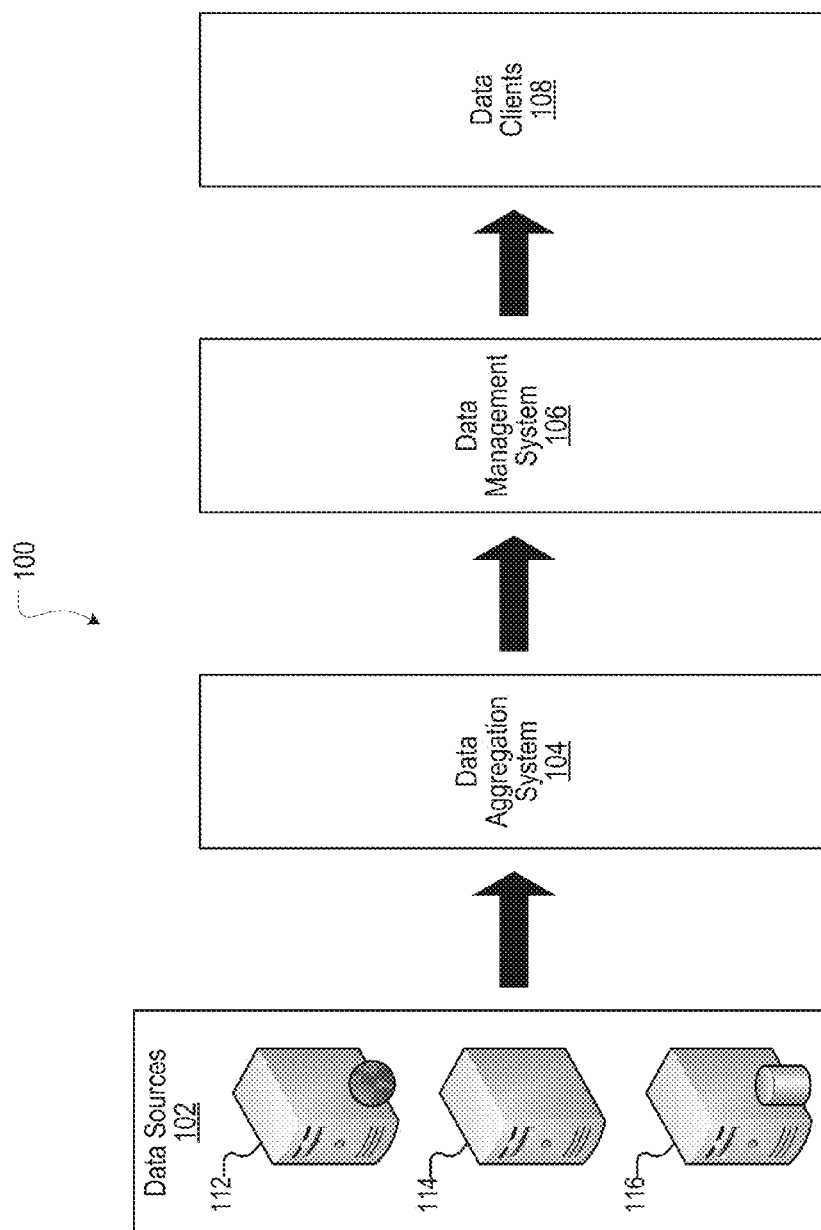 100
Data Sources
102
112
114
116
Data
Aggregation
System
104
Data
Management
System
106
Data
Clients
108